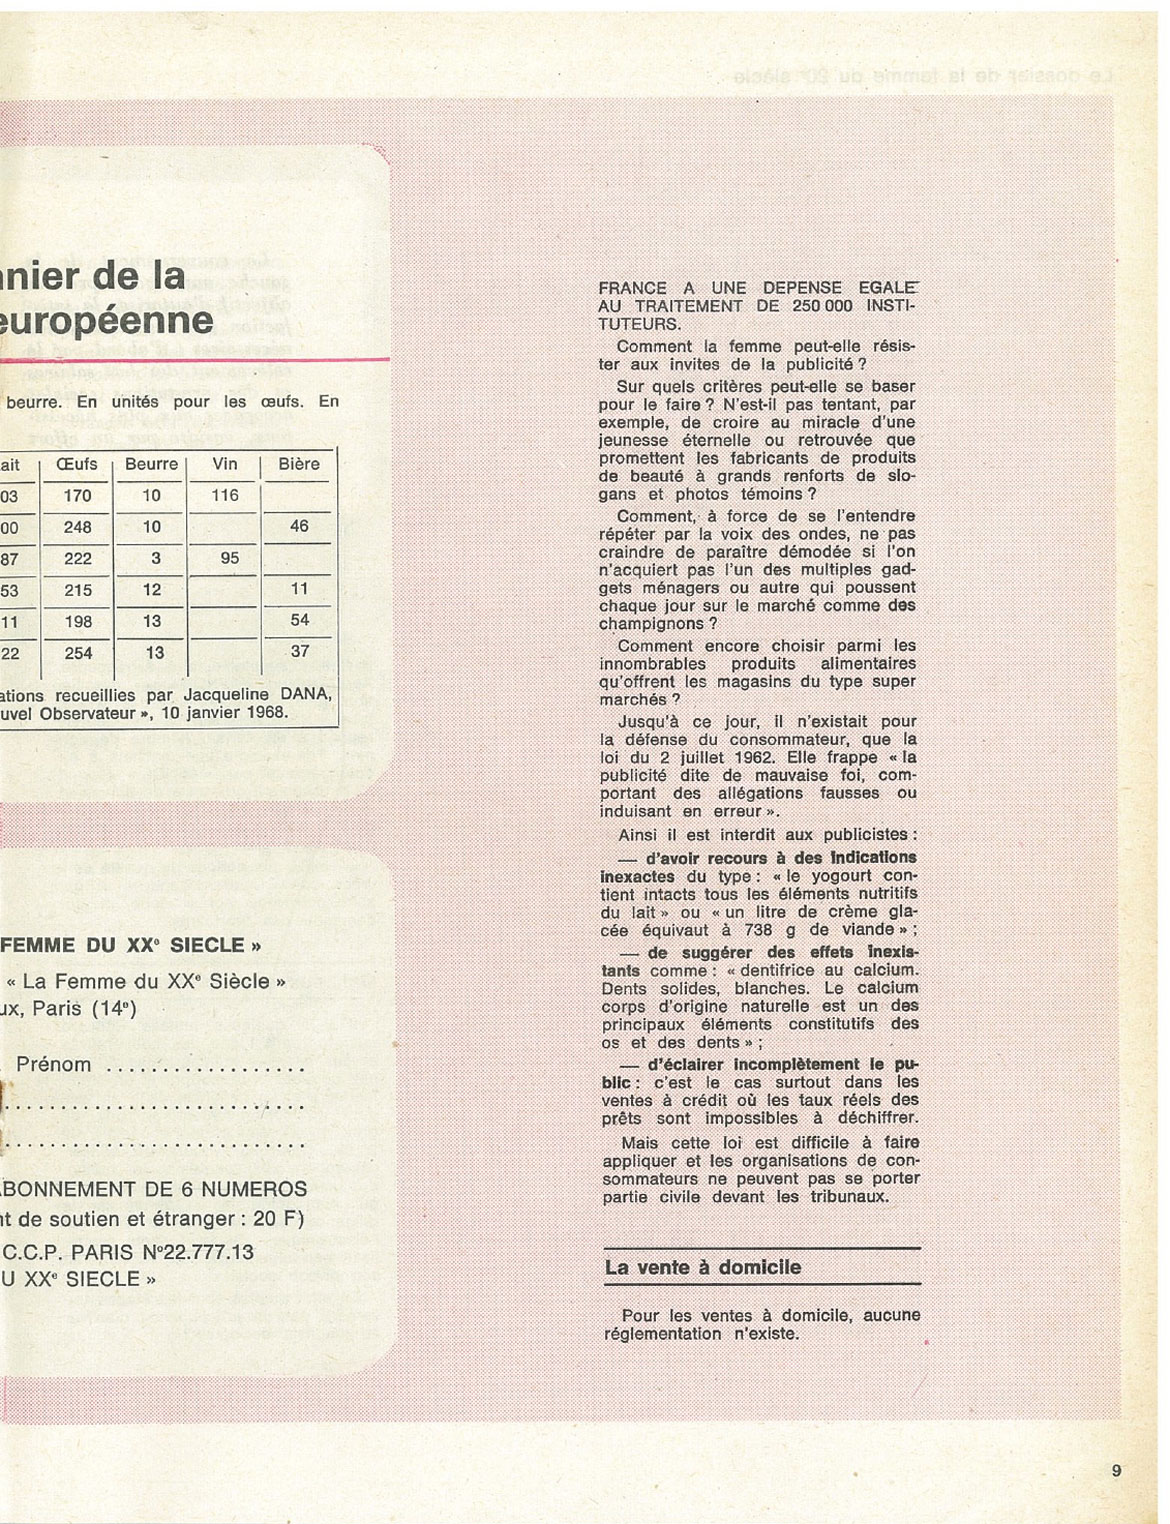 nier de la
européenne
beurre. En unités pour les œufs. En
ait Œufs Beurre Vin Bière
03 170 10 116
00 248 10 46
87 222 3 95
53 215 12 11
11 198 13 54
22 254 13 37
ations recueillies par Jacqueline DANA,
uvel Observateur », 10 janvier 1968.
FEMME DU XXe SIECLE »
« La Femme du XXe Siècle »
ux, Paris (14e)
Prénom ..................
...........................
...........................
ABONNEMENT DE 6 NUMEROS
nt de soutien et étranger : 20 F)
C.C.P. PARIS N°22.777.13
U XXe SIECLE »
FRANCE A UNE DEPENSE EGALE
AU TRAITEMENT DE 250 000 INSTI-
TUTEURS.
Comment la femme peut-elle résis-
ter aux invites de la publicité ?
Sur quels critères peut-elle se baser
pour le faire ? N'est-il pas tentant, par
exemple, de croire au miracle d'une
jeunesse éternelle ou retrouvée que
promettent les fabricants de produits
de beauté à grands renforts de slo-
gans et photos témoins ?
Comment, à force de se l'entendre
répéter par la voix des ondes, ne pas
craindre de paraître démodée si l'on
n'acquiert pas l'un des multiples gad-
gets ménagers ou autre qui poussent
chaque jour sur le marché comme des
champignons ?
Comment encore choisir parmi les
innombrables produits alimentaires
qu'offrent les magasins du type super
marchés ?
Jusqu'à ce jour, il n'existait pour
la défense du consommateur, que la
loi du 2 juillet 1962. Elle frappe « la
publicité dite de mauvaise foi, com-
portant des allégations fausses ou
induisant en erreur ».
Ainsi il est interdit aux publicistes :
— d'avoir recours à des indications
inexactes du type : « le yogourt con-
tient intacts tous les éléments nutritifs
du lait » ou « un litre de crème gla-
cée équivaut à 738 g de viande » ;
— de suggérer des effets inexis-
tants comme : « dentifrice au calcium.
Dents solides, blanches. Le calcium
corps d'origine naturelle est un des
principaux éléments constitutifs des
os et des dents » ;
— d'éclairer incomplètement le pu-
blic : c'est le cas surtout dans les
ventes à crédit où les taux réels des
prêts sont impossibles à déchiffrer.
Mais cette loi est difficile à faire
appliquer et les organisations de con-
sommateurs ne peuvent pas se porter
partie civile devant les tribunaux.
La vente à domicile
Pour les ventes à domicile, aucune
réglementation n'existe.
9